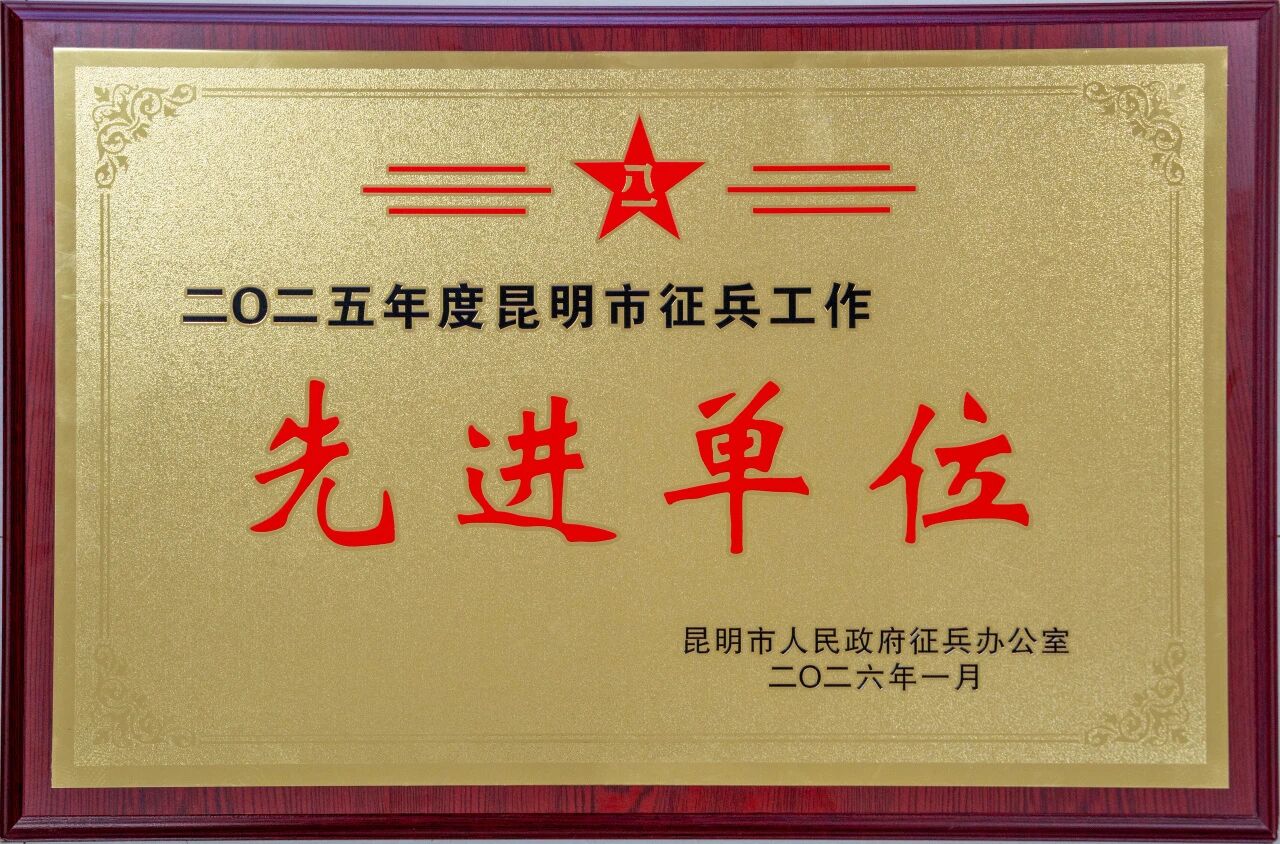 八一
二〇二五年度昆明市征兵工作
先进单位
昆明市人民政府征兵办公室
二〇二六年一月